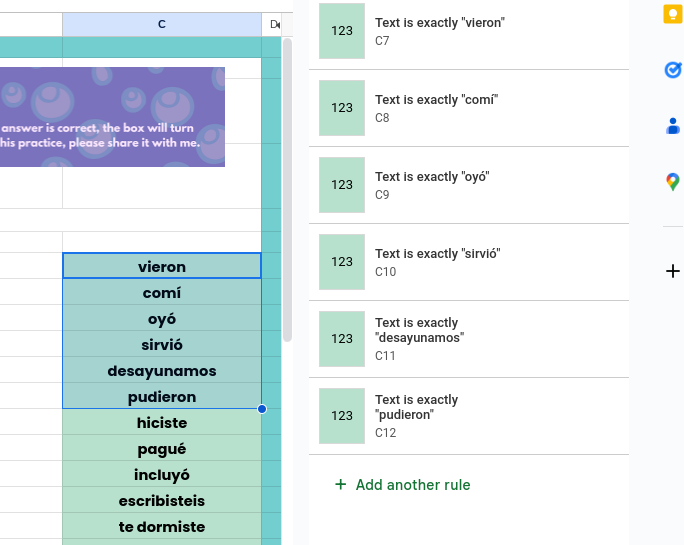 C
D
answer is correct, the box will turn
his practice, please share it with me.
vieron
comí
oyó
sirvió
desayunamos
pudieron
hiciste
pagué
incluyó
escribisteis
te dormiste
123
Text is exactly "vieron"
C7
123
Text is exactly "comí"
C8
123
Text is exactly "oyó"
C9
123
Text is exactly "sirvió"
C10
123
Text is exactly
"desayunamos"
C11
123
Text is exactly
"pudieron"
C12
+ Add another rule